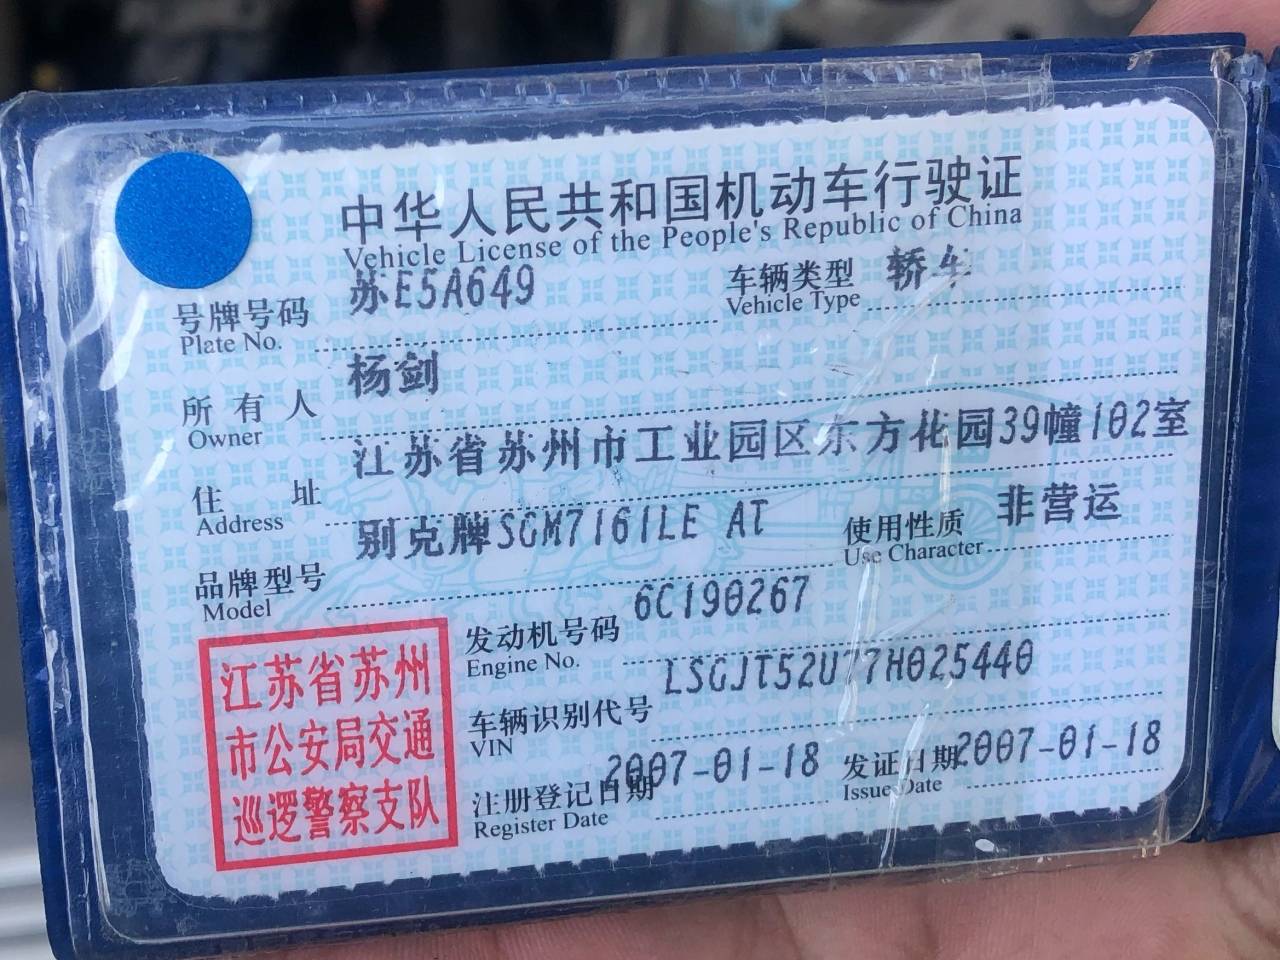 中华人民共和国机动车行驶证
Vehicle License of the People's Republic of China
号牌号码 苏E5A649 车辆类型 轿车
Plate No. Vehicle Type
所有人 杨剑
Owner
住址 江苏省苏州市工业园区东方花园39幢102室
Address
品牌型号 别克牌SGM7161LE AT 使用性质 非营运
Model Use Character
发动机号码 6C190267
Engine No.
车辆识别代号 LSGJT52U77H025440
VIN
注册登记日期 2007-01-18 发证日期 2007-01-18
Register Date Issue Date
江苏省苏州
市公安局交通
巡逻警察支队